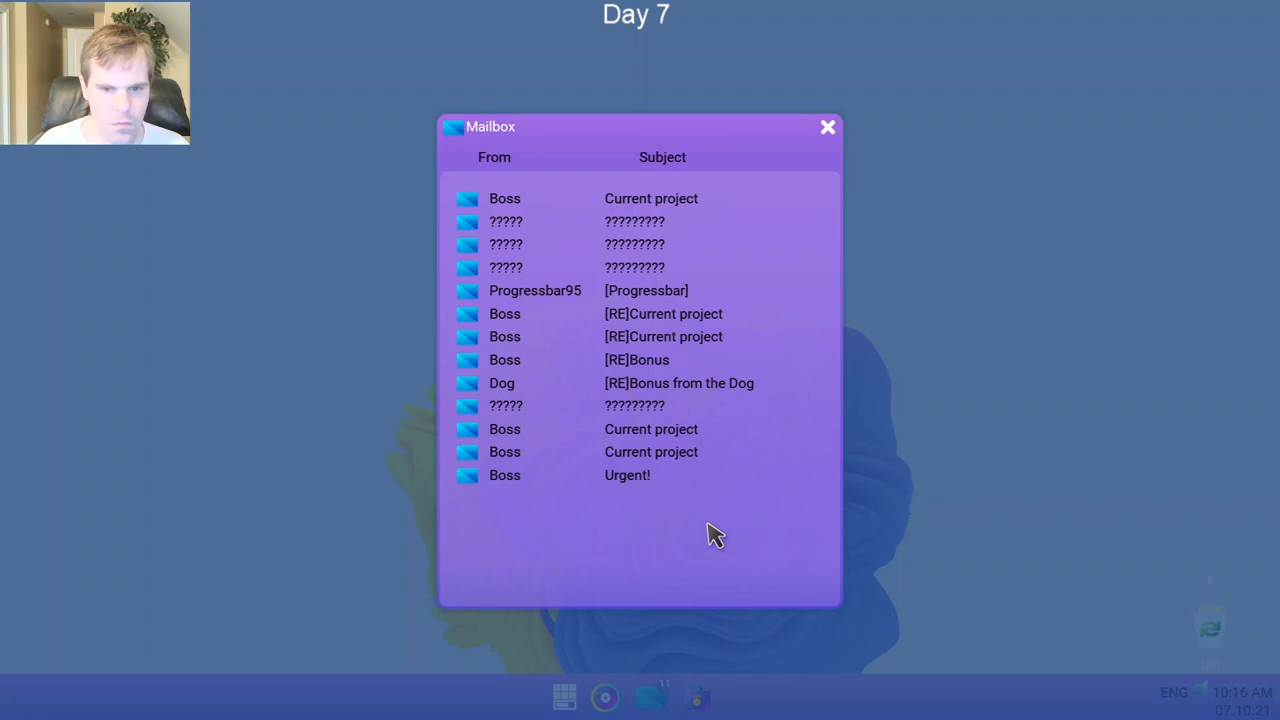 Day 7
Mailbox
From Subject
Boss Current project
????? ?????????
????? ?????????
????? ?????????
Progressbar95 [Progressbar]
Boss [RE]Current project
Boss [RE]Current project
Boss [RE]Bonus
Dog [RE]Bonus from the Dog
????? ?????????
Boss Current project
Boss Current project
Boss Urgent!
11
ENG 10:16 AM
07.10.21